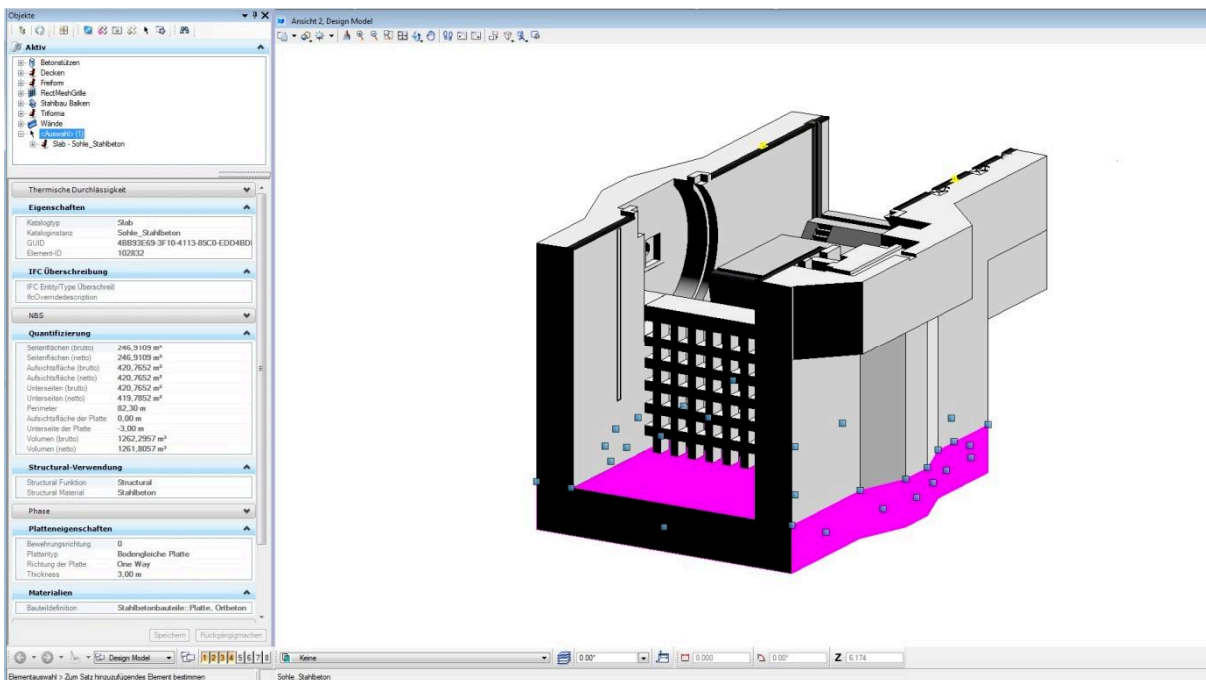 Objekte
Ansicht 2, Design Model
Aktiv
Betonstützen
Decken
Freiform
RectMeshGrille
Stahlbau Balken
Triforma
Wände
<Auswahl> (1)
Slab - Sohle_Stahlbeton
Thermische Durchlässigkeit
Eigenschaften
Katalogtyp Slab
Kataloginstanz Sohle_Stahlbeton
GUID 4BB93E69-3F10-4113-85C0-EDD4BD
Element-ID 102832
IFC Überschreibung
IFC Entity/Type Überschreil
IfcOverridedescription
NBS
Quantifizierung
Seitenflächen (brutto) 246,9109 m²
Seitenflächen (netto) 246,9109 m²
Aufsichtsfläche (brutto) 420,7652 m²
Aufsichtsfläche (netto) 420,7652 m²
Unterseiten (brutto) 420,7652 m²
Unterseiten (netto) 419,7852 m²
Perimeter 82,30 m
Aufsichtsfläche der Platte 0,00 m
Unterseite der Platte -3,00 m
Volumen (brutto) 1262,2957 m³
Volumen (netto) 1261,8057 m³
Structural-Verwendung
Structural Funktion Structural
Structural Material Stahlbeton
Phase
Platteneigenschaften
Bewehrungsrichtung 0
Plattentyp Bodengleiche Platte
Richtung der Platte One Way
Thickness 3,00 m
Materialien
Bauteildefinition Stahlbetonbauteile::Platte, Ortbeton
Speichern Rückgängigmachen
Design Model 1 2 3 4 5 6 7 8 Keine 0.00° 0.000 0.00° Z 6.174
Elementauswahl > Zum Satz hinzuzufügendes Element bestimmen Sohle_Stahlbeton